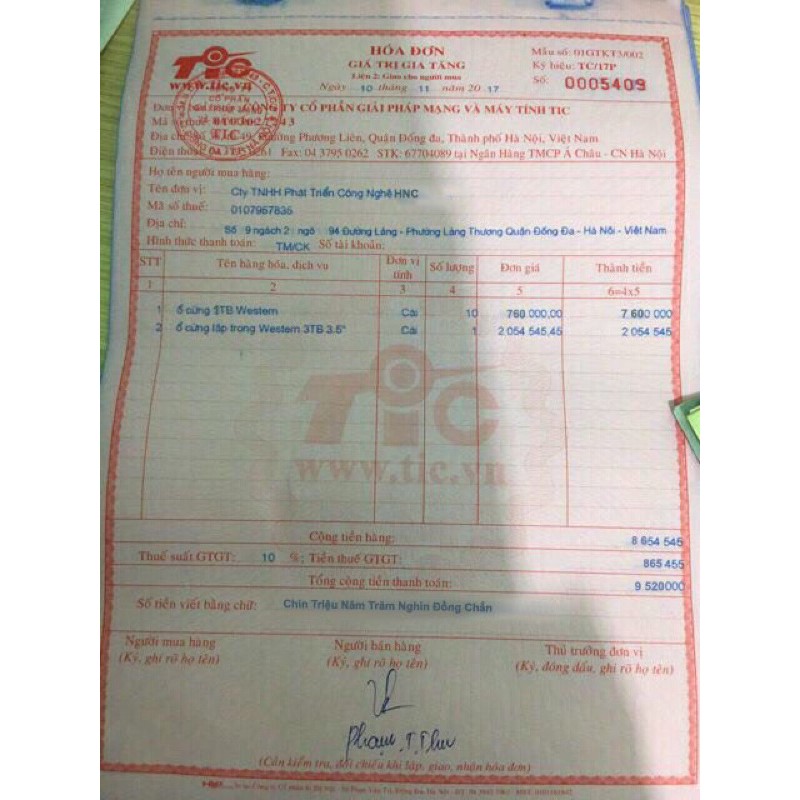 HÓA ĐƠN
GIÁ TRỊ GIA TĂNG
Liên 2: Giao cho người mua
Ngày 10 tháng 11 năm 2017
Mẫu số: 01GTKT3/002
Ký hiệu: TC/17P
Số: 0005409
TIC
www.tic.vn
CÔNG TY CỔ PHẦN GIẢI PHÁP MẠNG VÀ MÁY TÍNH TIC
Phường Phương Liên, Quận Đống đa, Thành phố Hà Nội, Việt Nam
Điện thoại: Fax: 04 3795 0262 STK: 67704089 tại Ngân Hàng TMCP Á Châu - CN Hà Nội
Họ tên người mua hàng:
Tên đơn vị: Cty TNHH Phát Triển Công Nghệ HNC
Mã số thuế: 0107957835
Địa chỉ: Số 9 ngách 2 ngõ 94 Đường Láng - Phường Láng Thượng Quận Đống Đa - Hà Nội - Việt Nam
Hình thức thanh toán: TM/CK Số tài khoản:
STT Tên hàng hóa, dịch vụ Đơn vị tính Số lượng Đơn giá Thành tiền
1 2 3 4 5 6=4x5
1 ổ cứng 1TB Western Cái 10 760 000,00 7 600 000
2 ổ cứng lắp trong Western 3TB 3.5" Cái 1 2 054 545,45 2 054 545
TIC
www.tic.vn
Cộng tiền hàng: 8 654 545
Thuế suất GTGT: 10 %; Tiền thuế GTGT: 865 455
Tổng cộng tiền thanh toán: 9 520000
Số tiền viết bằng chữ: Chín Triệu Năm Trăm Nghìn Đồng Chẵn
Người mua hàng Người bán hàng Thủ trưởng đơn vị
(Ký, ghi rõ họ tên) (Ký, ghi rõ họ tên) (Ký, đóng dấu, ghi rõ họ tên)
Phạm T. Thu
(Cần kiểm tra, đối chiếu khi lập, giao, nhận hóa đơn)